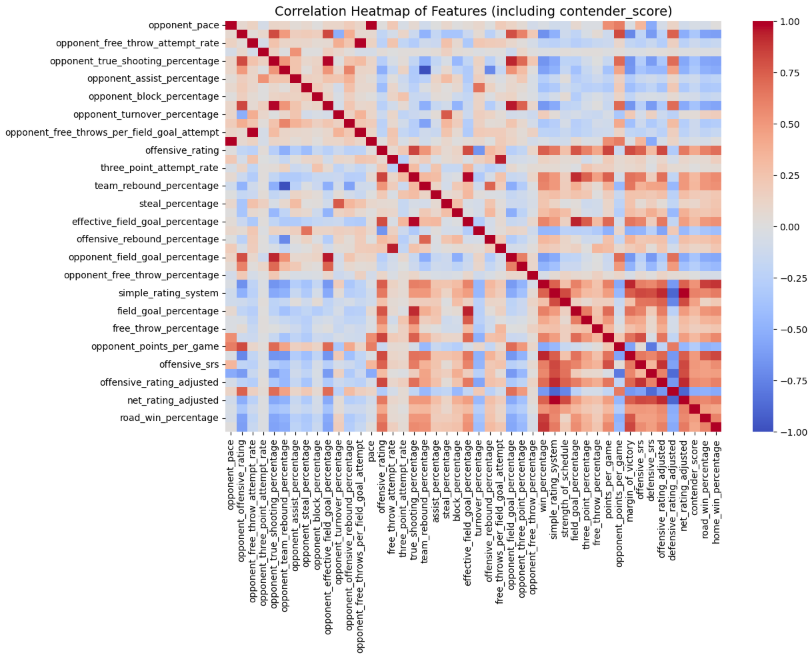 Correlation Heatmap of Features (including contender_score)
opponent_pace
opponent_free_throw_attempt_rate
opponent_true_shooting_percentage
opponent_assist_percentage
opponent_block_percentage
opponent_turnover_percentage
opponent_free_throws_per_field_goal_attempt
offensive_rating
three_point_attempt_rate
team_rebound_percentage
steal_percentage
effective_field_goal_percentage
offensive_rebound_percentage
opponent_field_goal_percentage
opponent_free_throw_percentage
simple_rating_system
field_goal_percentage
free_throw_percentage
opponent_points_per_game
offensive_srs
offensive_rating_adjusted
net_rating_adjusted
road_win_percentage
opponent_pace
opponent_offensive_rating
opponent_free_throw_attempt_rate
opponent_three_point_attempt_rate
opponent_true_shooting_percentage
opponent_team_rebound_percentage
opponent_assist_percentage
opponent_steal_percentage
opponent_block_percentage
opponent_effective_field_goal_percentage
opponent_turnover_percentage
opponent_offensive_rebound_percentage
opponent_free_throws_per_field_goal_attempt
pace
offensive_rating
free_throw_attempt_rate
three_point_attempt_rate
true_shooting_percentage
team_rebound_percentage
assist_percentage
steal_percentage
block_percentage
effective_field_goal_percentage
turnover_percentage
offensive_rebound_percentage
free_throws_per_field_goal_attempt
opponent_field_goal_percentage
opponent_three_point_percentage
opponent_free_throw_percentage
win_percentage
simple_rating_system
strength_of_schedule
field_goal_percentage
three_point_percentage
free_throw_percentage
points_per_game
opponent_points_per_game
margin_of_victory
offensive_srs
defensive_srs
offensive_rating_adjusted
defensive_rating_adjusted
net_rating_adjusted
contender_score
road_win_percentage
home_win_percentage
1.00
0.75
0.50
0.25
0.00
−0.25
−0.50
−0.75
−1.00